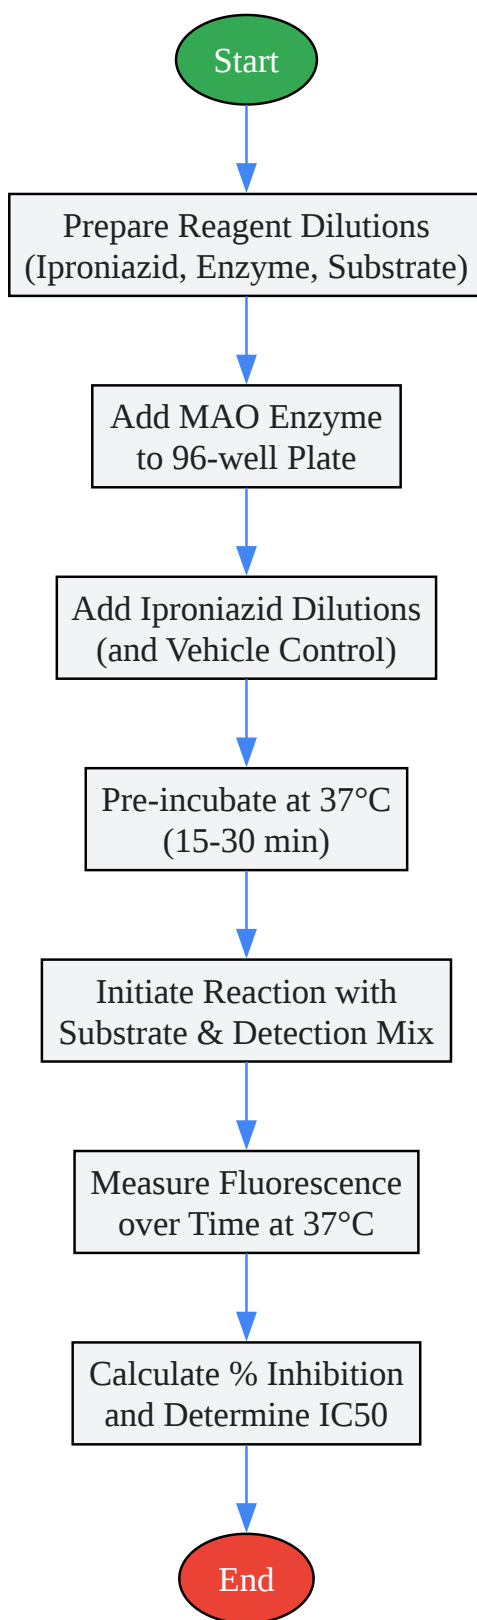 Start
Prepare Reagent Dilutions
(Iproniazid, Enzyme, Substrate)
Add MAO Enzyme
to 96-well Plate
Add Iproniazid Dilutions
(and Vehicle Control)
Pre-incubate at 37°C
(15-30 min)
Initiate Reaction with
Substrate & Detection Mix
Measure Fluorescence
over Time at 37°C
Calculate % Inhibition
and Determine IC50
End